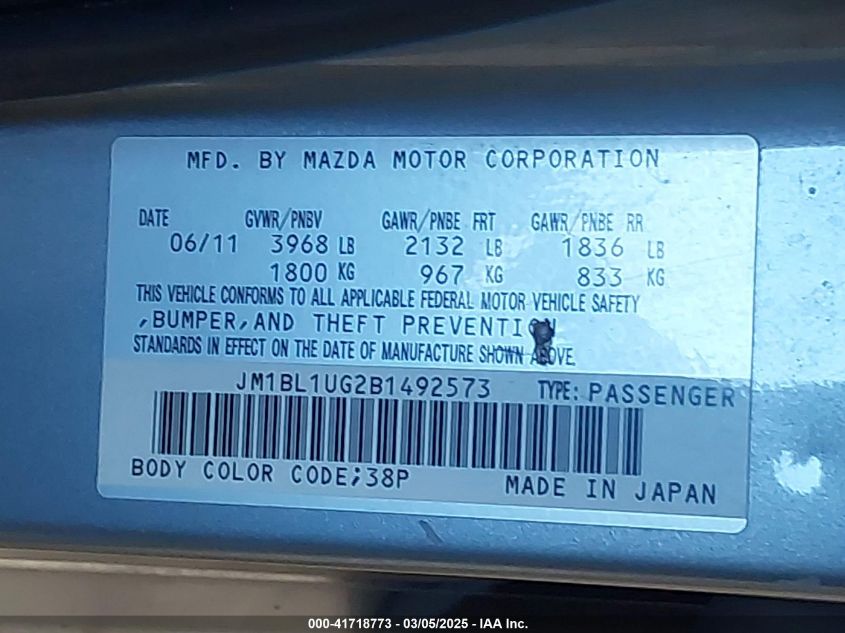 MFD. BY MAZDA MOTOR CORPORATION
DATE GVWR/PNBV GAWR/PNBE FRT GAWR/PNBE RR
06/11 3968 LB 2132 LB 1836 LB
1800 KG 967 KG 833 KG
THIS VEHICLE CONFORMS TO ALL APPLICABLE FEDERAL MOTOR VEHICLE SAFETY
,BUMPER,AND THEFT PREVENTION
STANDARDS IN EFFECT ON THE DATE OF MANUFACTURE SHOWN ABOVE.
JM1BL1UG2B1492573 TYPE: PASSENGER
BODY COLOR CODE;38P MADE IN JAPAN
000-41718773 - 03/05/2025 - IAA Inc.